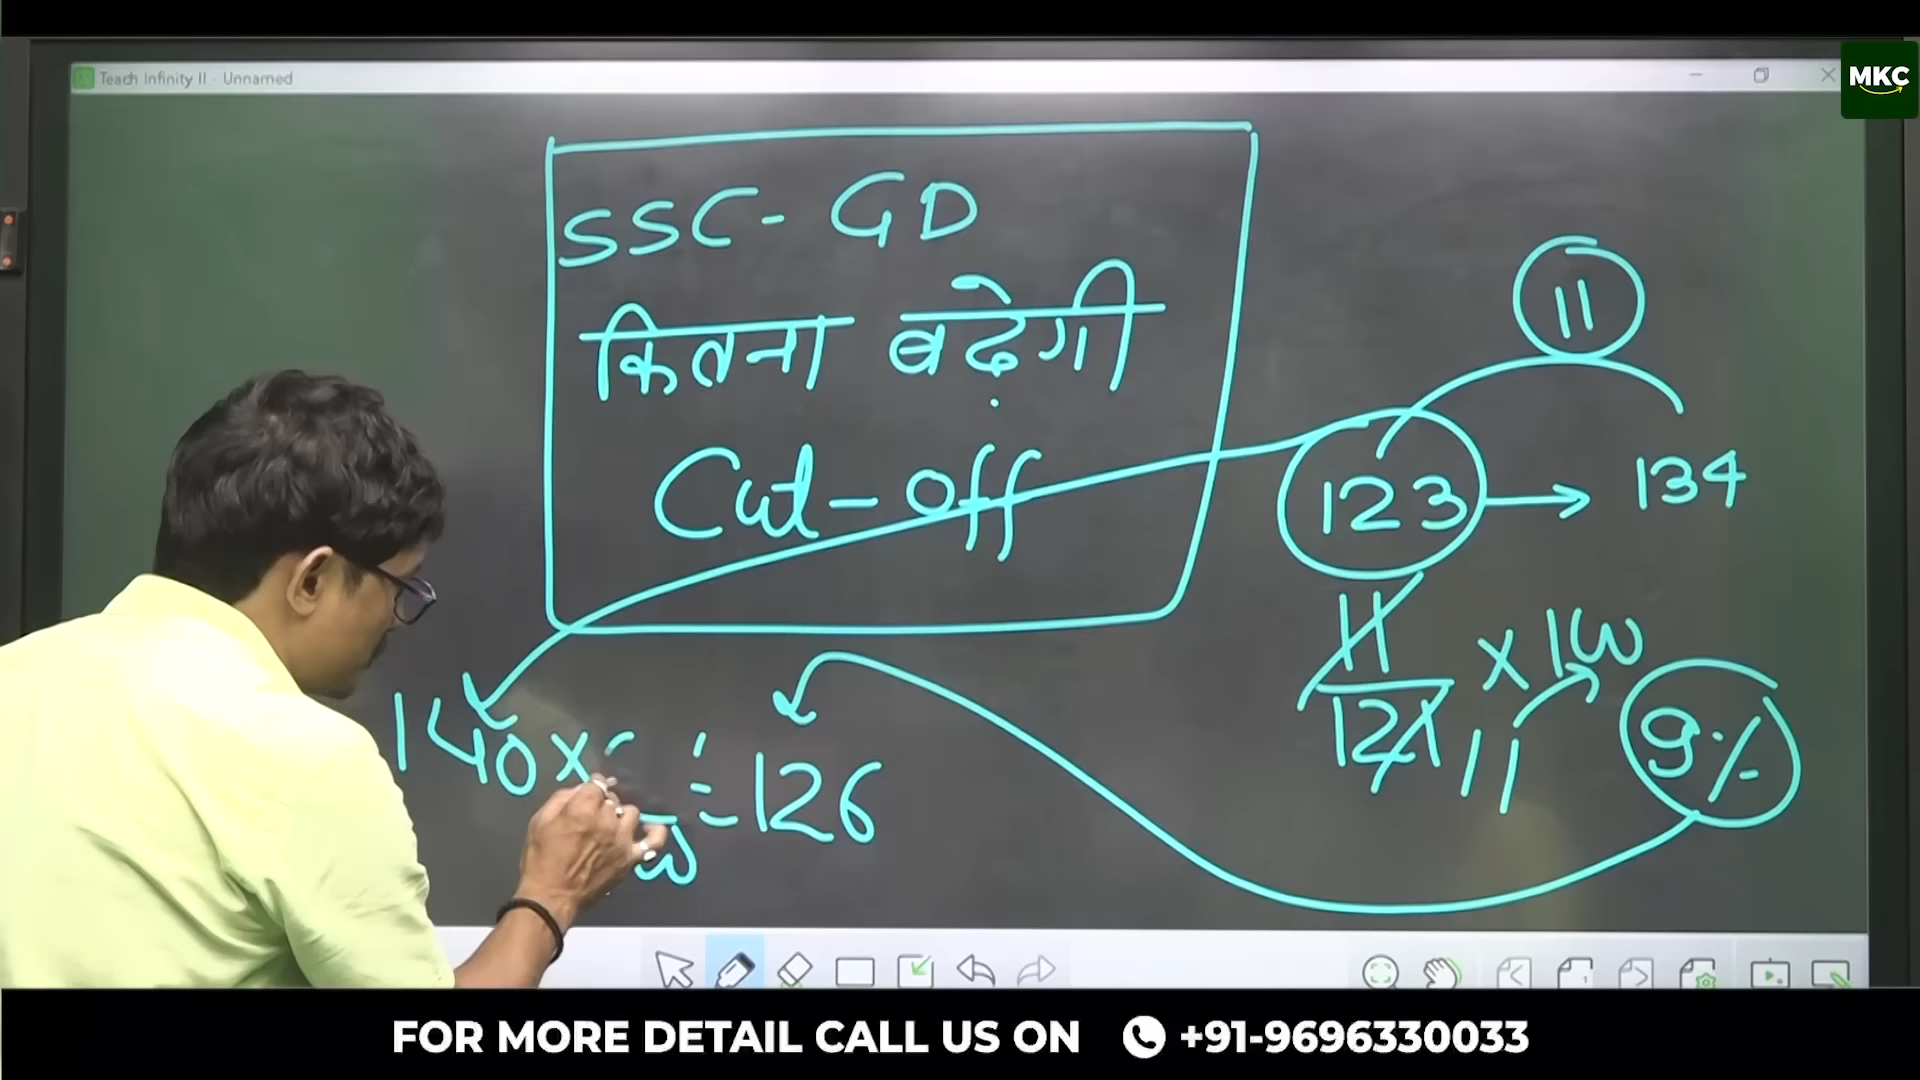 Teach Infinity II - Unnamed
MKC
SSC- GD
कितना बढ़ेगी
Cut-off
11
123 → 134
11
121
x 100
11
9%
140 x
= 126
FOR MORE DETAIL CALL US ON +91-9696330033